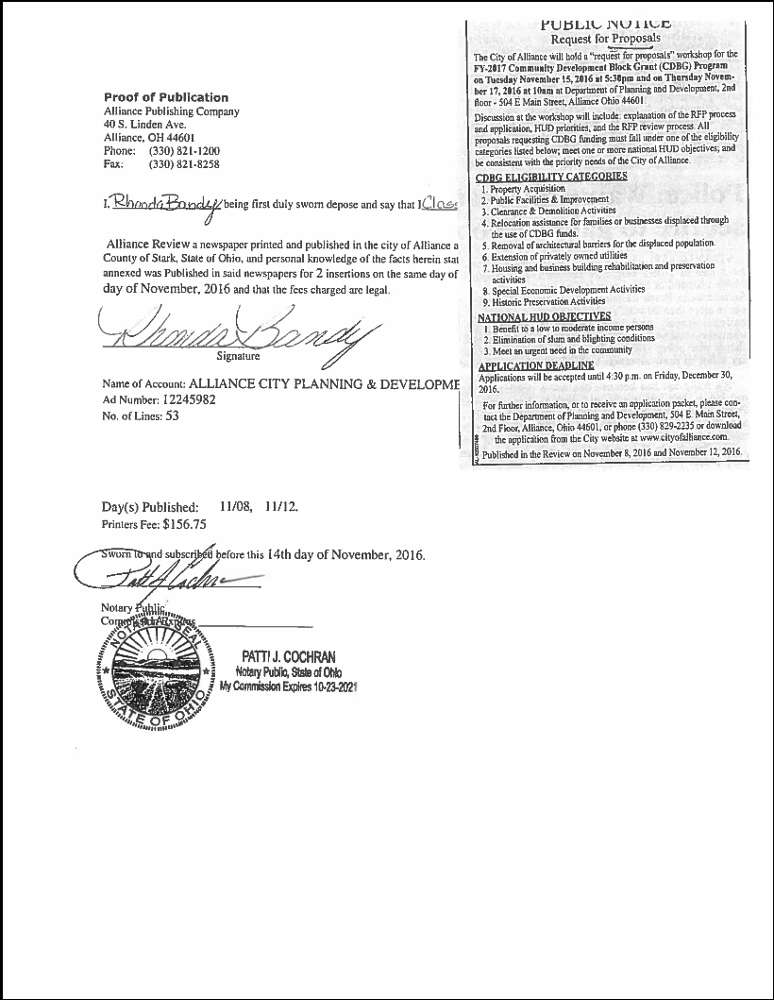 Proof of Publication
Alliance Publishing Company
40 S. Linden Ave.
Alliance, OH 44601
Phone: (330) 821-1200
Fax: (330) 821-8258
I, Rhonda Bandy being first duly sworn depose and say that I Class
Alliance Review a newspaper printed and published in the city of Alliance a
County of Stark, State of Ohio, and personal knowledge of the facts herein stat
annexed was Published in said newspapers for 2 insertions on the same day of
day of November, 2016 and that the fees charged are legal.
Rhonda Bandy
Signature
Name of Account: ALLIANCE CITY PLANNING & DEVELOPME
Ad Number: 12245982
No. of Lines: 53
Day(s) Published: 11/08, 11/12.
Printers Fee: $156.75
Sworn to and subscribed before this 14th day of November, 2016.
Patti J Cochran
Notary Public
Commission Expires
NOTARIAL SEAL
STATE OF OHIO
PATTI J. COCHRAN
Notary Public, State of Ohio
My Commission Expires 10-23-2021
PUBLIC NOTICE
Request for Proposals
The City of Alliance will hold a "request for proposals" workshop for the
FY-2017 Community Development Block Grant (CDBG) Program
on Tuesday November 15, 2016 at 5:30pm and on Thursday Novem-
ber 17, 2016 at 10am at Department of Planning and Development, 2nd
floor - 504 E Main Street, Alliance Ohio 44601.
Discussion at the workshop will include: explanation of the RFP process
and application, HUD priorities, and the RFP review process. All
proposals requesting CDBG funding must fall under one of the eligibility
categories listed below; meet one or more national HUD objectives; and
be consistent with the priority needs of the City of Alliance.
CDBG ELIGIBILITY CATEGORIES
1. Property Acquisition
2. Public Facilities & Improvement
3. Clearance & Demolition Activities
4. Relocation assistance for families or businesses displaced through
the use of CDBG funds.
5. Removal of architectural barriers for the displaced population.
6. Extension of privately owned utilities
7. Housing and business building rehabilitation and preservation
activities
8. Special Economic Development Activities
9. Historic Preservation Activities
NATIONAL HUD OBJECTIVES
1. Benefit to a low to moderate income persons
2. Elimination of slum and blighting conditions
3. Meet an urgent need in the community
APPLICATION DEADLINE
Applications will be accepted until 4:30 p.m. on Friday, December 30,
2016.
For further information, or to receive an application packet, please con-
tact the Department of Planning and Development, 504 E. Main Street,
2nd Floor, Alliance, Ohio 44601, or phone (330) 829-2235 or download
the application from the City website at www.cityofalliance.com.
Published in the Review on November 8, 2016 and November 12, 2016.